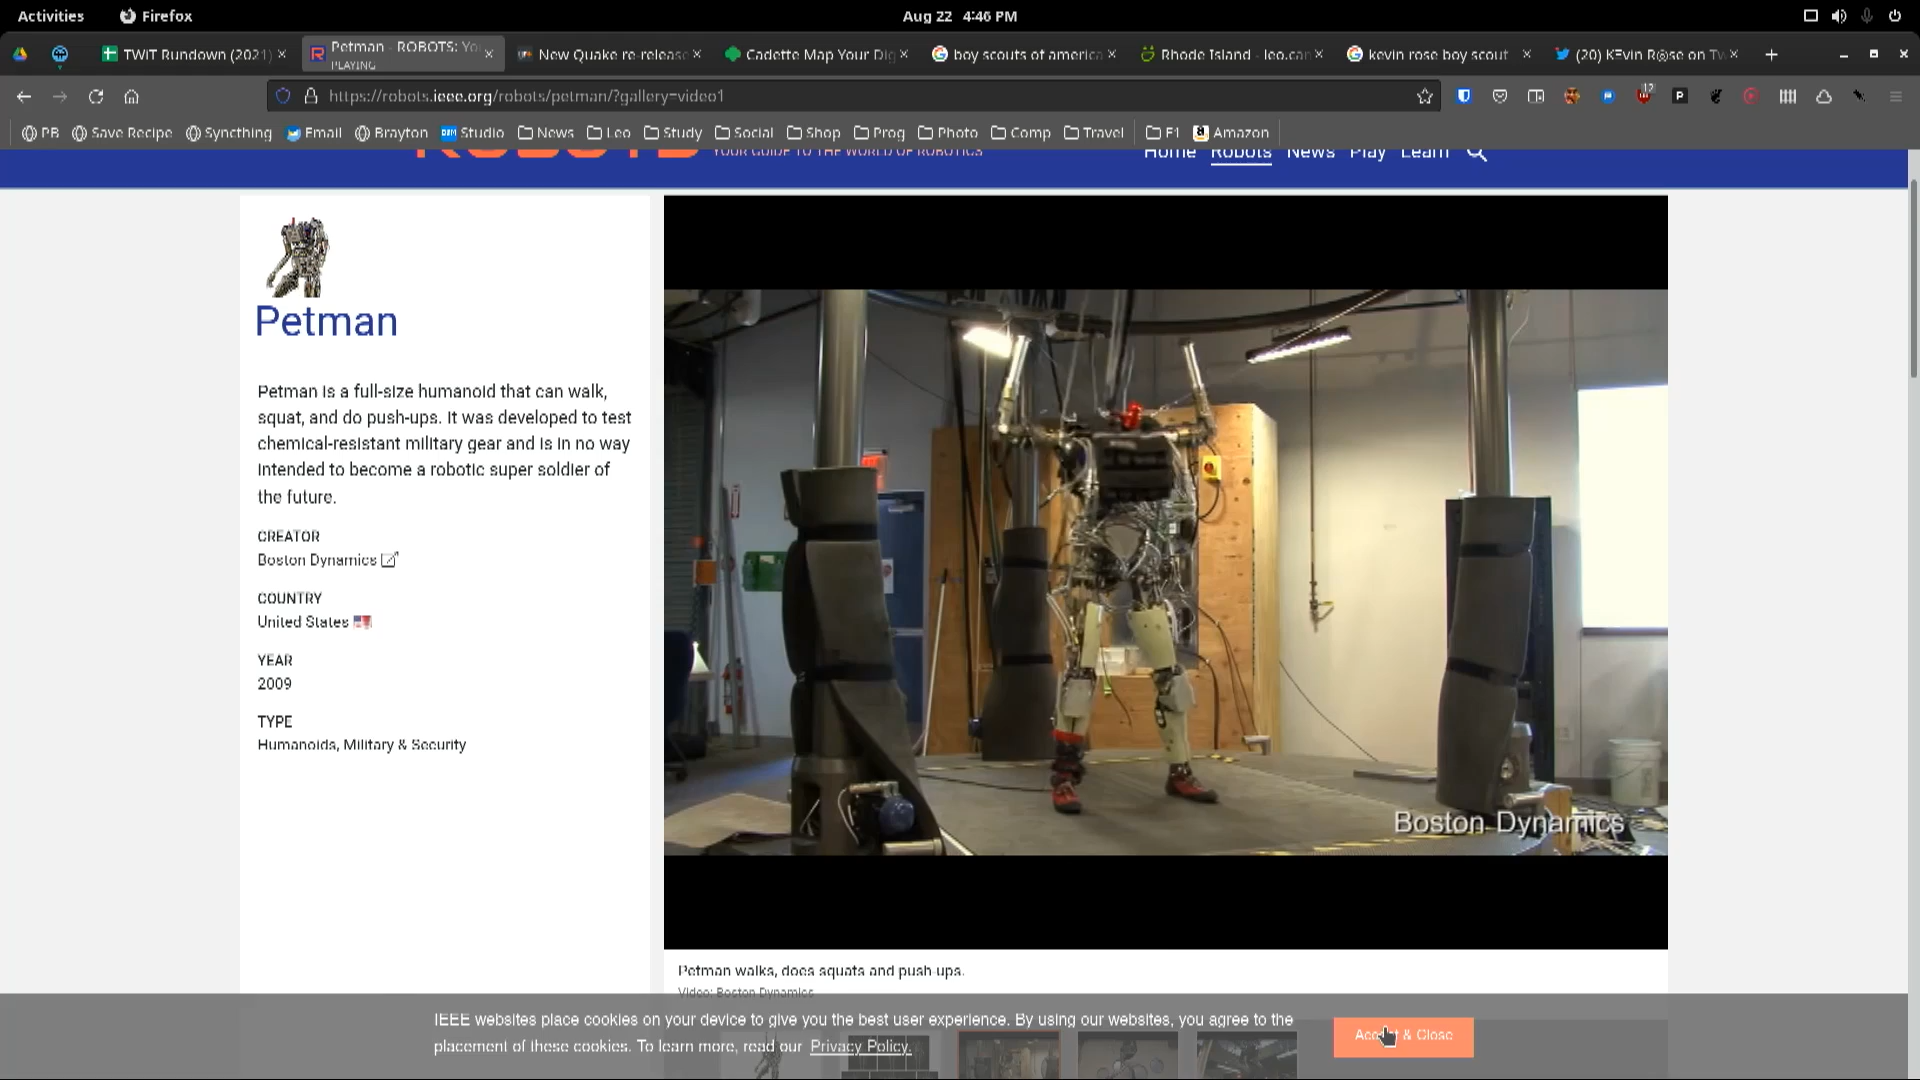 Activities
Firefox
Aug 22 4:46 PM
TWiT Rundown (2021)
Petman - ROBOTS: Yo
PLAYING
New Quake re-release
Cadette Map Your Dig
boy scouts of america
Rhode Island - leo.can
kevin rose boy scout
(20) KΞvin R◎se on Tw
https://robots.ieee.org/robots/petman/?gallery=video1
12
PB
Save Recipe
Syncthing
Email
Brayton
Studio
News
Leo
Study
Social
Shop
Prog
Photo
Comp
Travel
F1
Amazon
ROBOTS
YOUR GUIDE TO THE WORLD OF ROBOTICS
Home
Robots
News
Play
Learn
Petman
Petman is a full-size humanoid that can walk,
squat, and do push-ups. It was developed to test
chemical-resistant military gear and is in no way
intended to become a robotic super soldier of
the future.
CREATOR
Boston Dynamics
COUNTRY
United States
YEAR
2009
TYPE
Humanoids, Military & Security
Boston Dynamics
Petman walks, does squats and push-ups.
Video: Boston Dynamics
IEEE websites place cookies on your device to give you the best user experience. By using our websites, you agree to the
placement of these cookies. To learn more, read our Privacy Policy.
Accept & Close